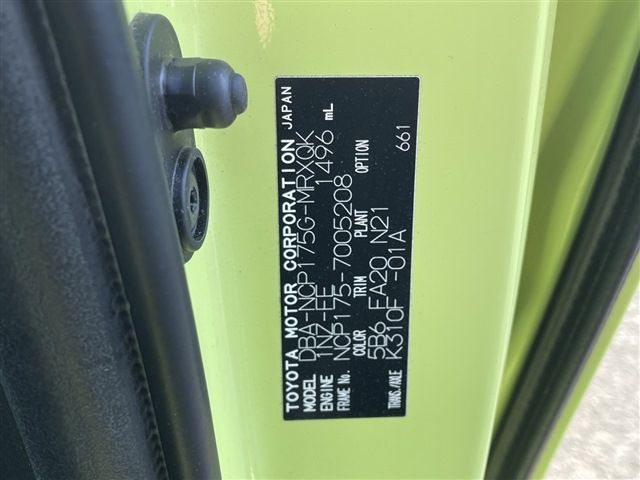 TOYOTA MOTOR CORPORATION JAPAN
MODEL DBA-NCP175G-MRXQK
ENGINE 1NZ-FE 1496 mL
FRAME No. NCP175-7005208
COLOR TRIM PLANT OPTION
5B6 FA20 N21 661
TRANS./AXLE K310F -01A